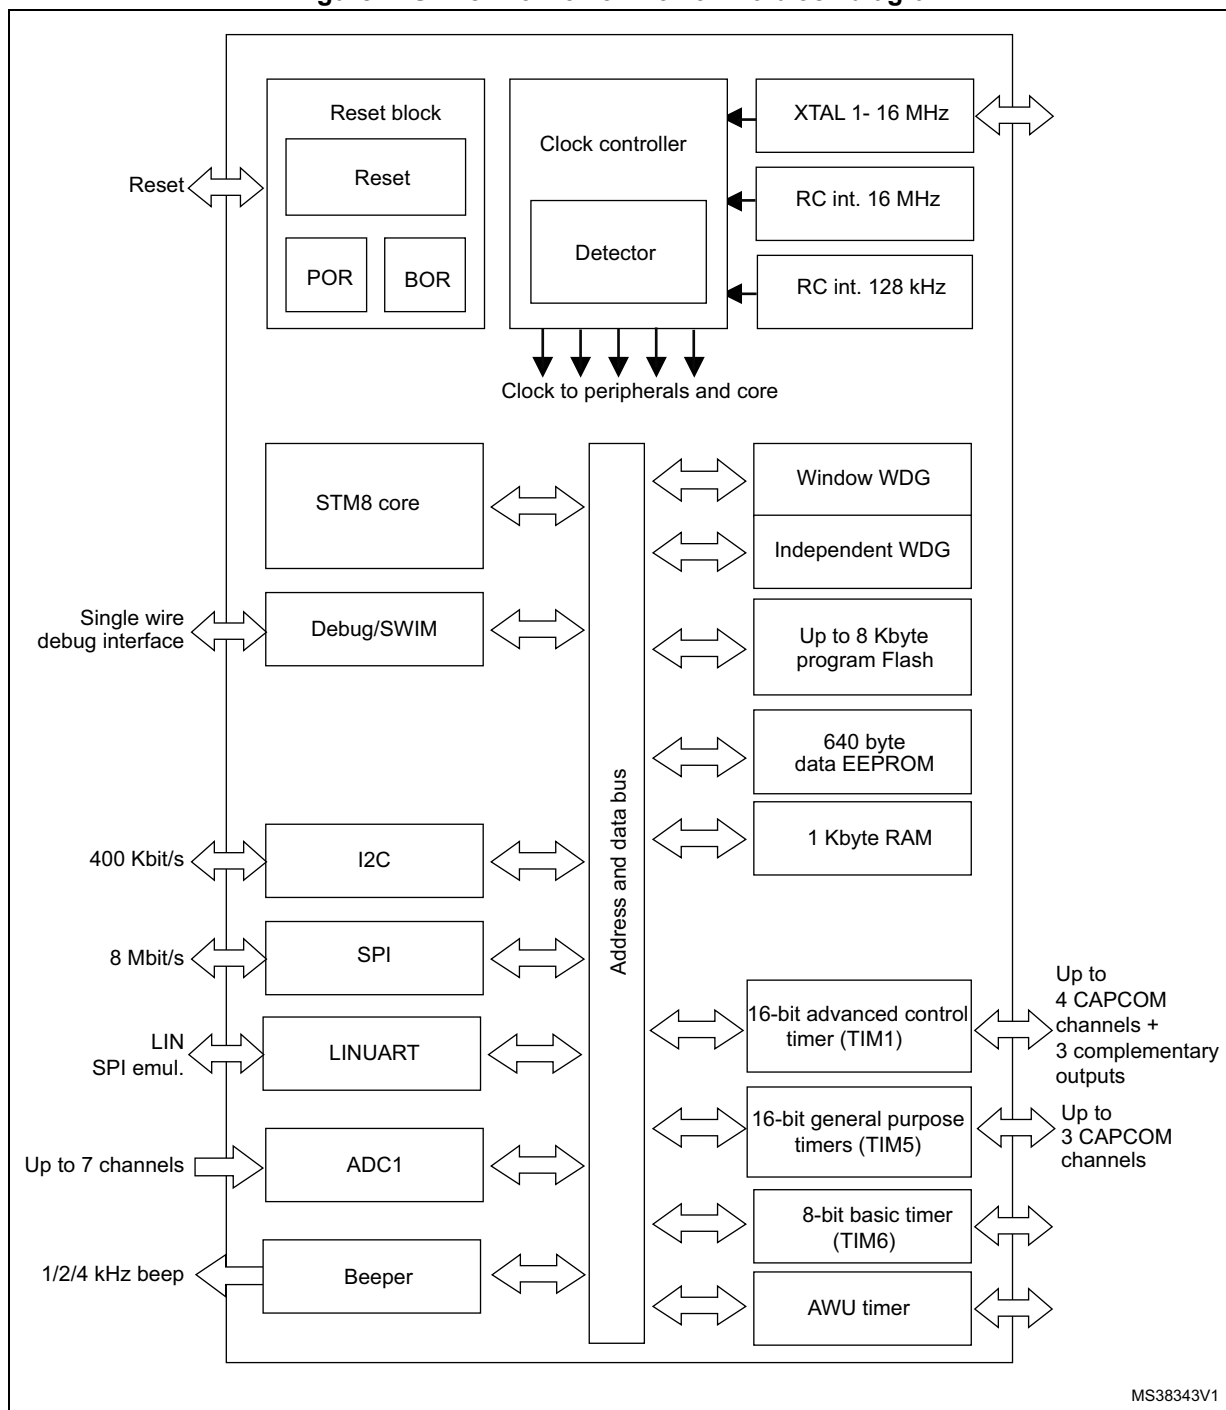 Reset block
Reset
POR
BOR
Reset
Clock controller
Detector
XTAL 1- 16 MHz
RC int. 16 MHz
RC int. 128 kHz
Clock to peripherals and core
STM8 core
Single wire
debug interface
Debug/SWIM
400 Kbit/s
I2C
8 Mbit/s
SPI
LIN
SPI emul.
LINUART
Up to 7 channels
ADC1
1/2/4 kHz beep
Beeper
Address and data bus
Window WDG
Independent WDG
Up to 8 Kbyte
program Flash
640 byte
data EEPROM
1 Kbyte RAM
16-bit advanced control
timer (TIM1)
Up to
4 CAPCOM
channels +
3 complementary
outputs
16-bit general purpose
timers (TIM5)
Up to
3 CAPCOM
channels
8-bit basic timer
(TIM6)
AWU timer
MS38343V1